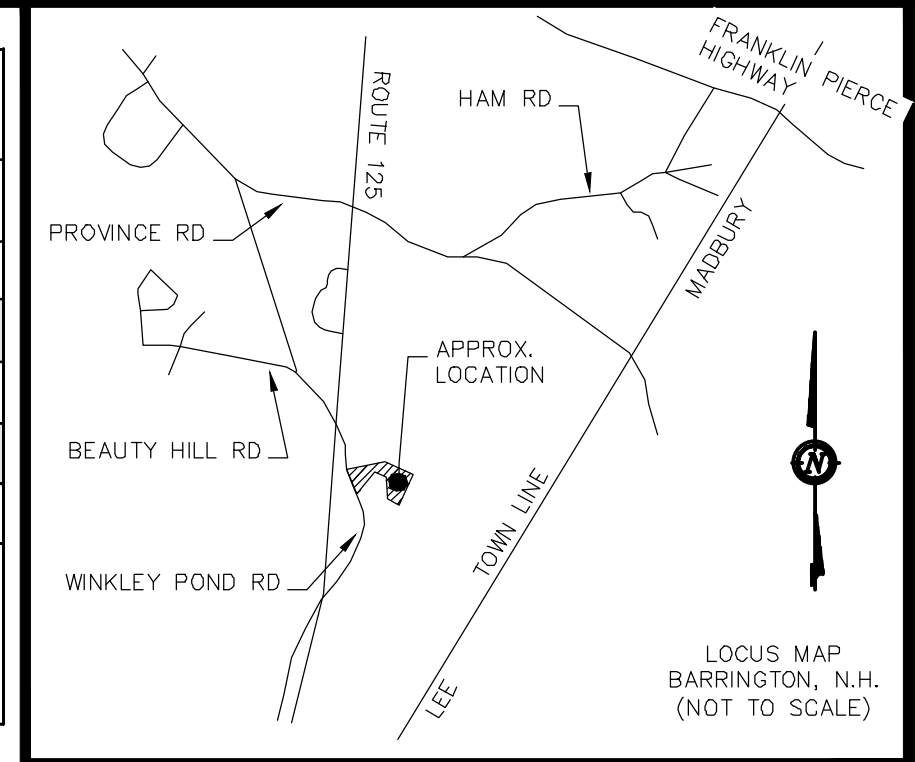 FRANKLIN PIERCE
HIGHWAY
HAM RD
ROUTE 125
PROVINCE RD
MADBURY
APPROX.
LOCATION
BEAUTY HILL RD
N
TOWN LINE
WINKLEY POND RD
LEE
LOCUS MAP
BARRINGTON, N.H.
(NOT TO SCALE)